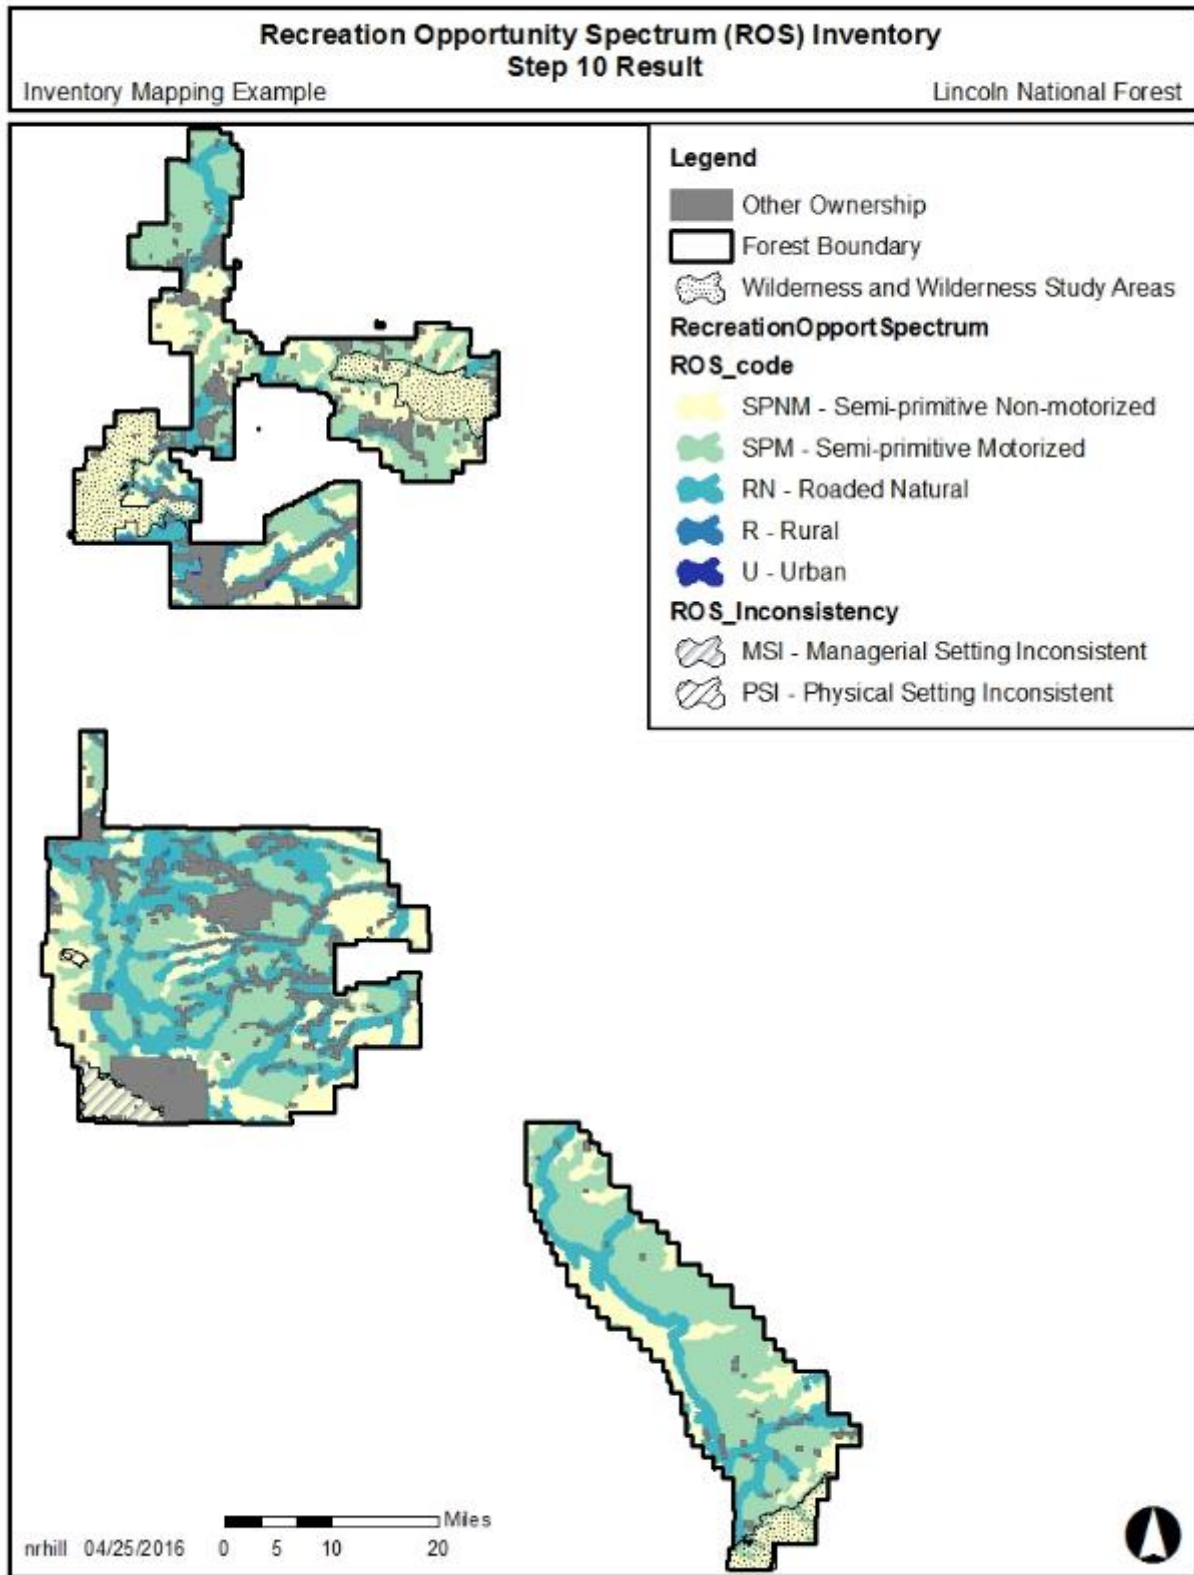 Recreation Opportunity Spectrum (ROS) Inventory
Step 10 Result
Inventory Mapping Example
Lincoln National Forest
Legend
Other Ownership
Forest Boundary
Wilderness and Wilderness Study Areas
RecreationOpportSpectrum
ROS_code
SPNM - Semi-primitive Non-motorized
SPM - Semi-primitive Motorized
RN - Roaded Natural
R - Rural
U - Urban
ROS_Inconsistency
MSI - Managerial Setting Inconsistent
PSI - Physical Setting Inconsistent
Miles
nrhill 04/25/2016
0 5 10 20